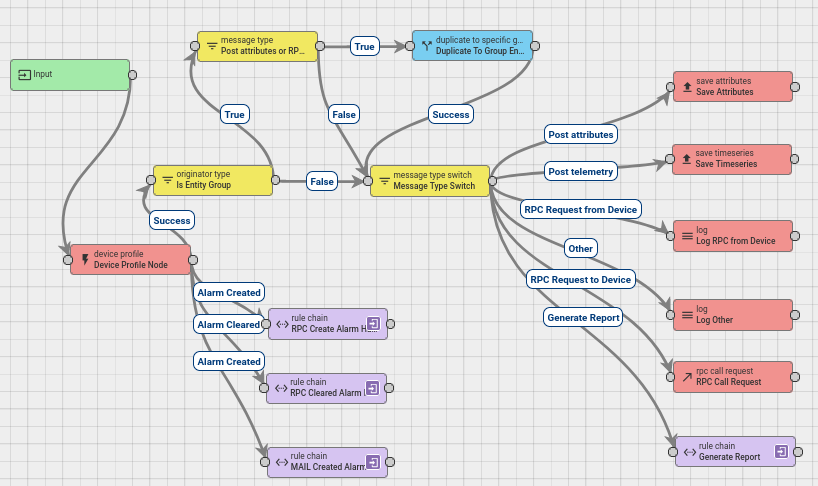 message type
Post attributes or RP...
True
duplicate to specific g...
Duplicate To Group En...
Input
save attributes
Save Attributes
True
False
Success
Post attributes
save timeseries
Save Timeseries
originator type
Is Entity Group
False
message type switch
Message Type Switch
Post telemetry
RPC Request from Device
Success
log
Log RPC from Device
Other
device profile
Device Profile Node
RPC Request to Device
Alarm Created
log
Log Other
Generate Report
rule chain
RPC Create Alarm H...
Alarm Cleared
Alarm Created
rpc call request
RPC Call Request
rule chain
RPC Cleared Alarm
rule chain
MAIL Created Alarm
rule chain
Generate Report